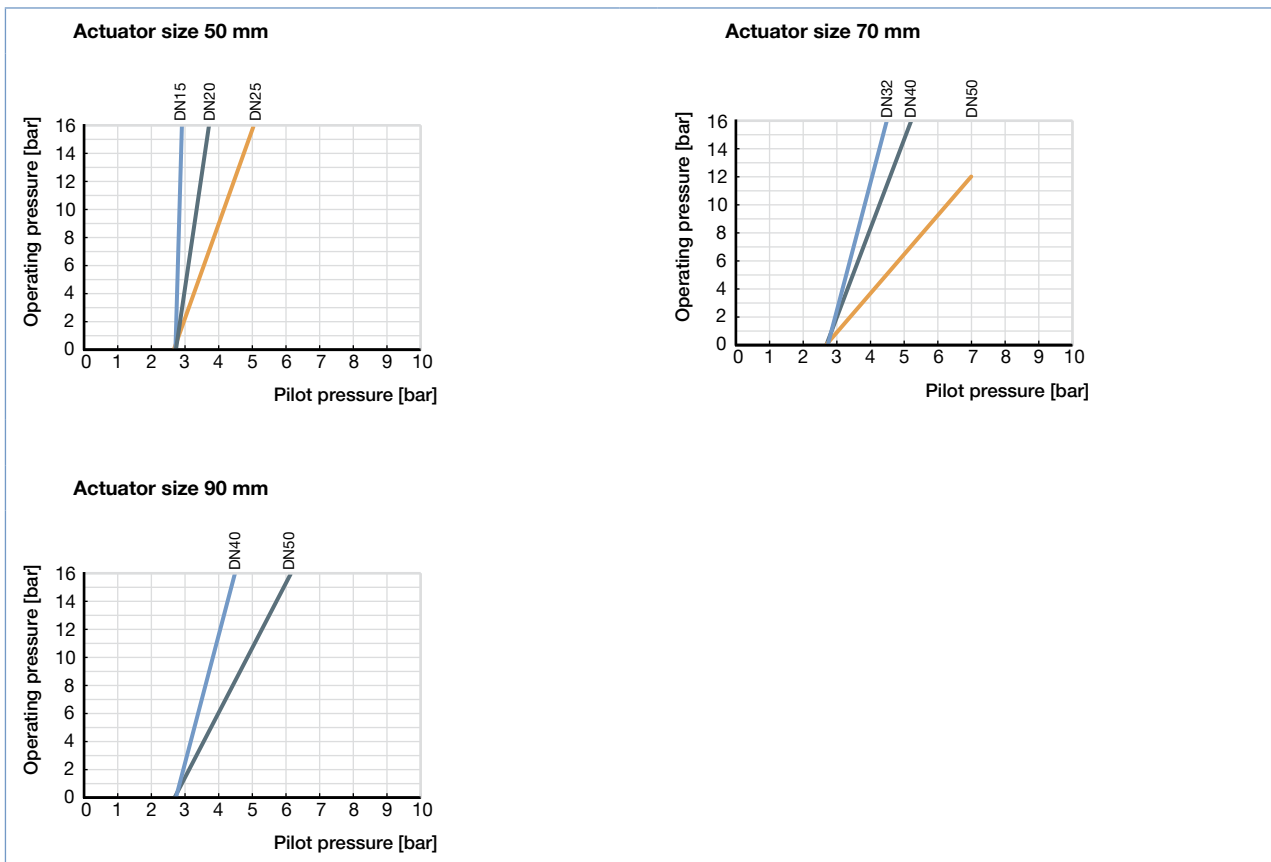 Actuator size 50 mm
DN15 DN20 DN25
Operating pressure [bar]
16
14
12
10
8
6
4
2
0
0 1 2 3 4 5 6 7 8 9 10
Pilot pressure [bar]
Actuator size 70 mm
DN32 DN40 DN50
Operating pressure [bar]
16
14
12
10
8
6
4
2
0
0 1 2 3 4 5 6 7 8 9 10
Pilot pressure [bar]
Actuator size 90 mm
DN40 DN50
Operating pressure [bar]
16
14
12
10
8
6
4
2
0
0 1 2 3 4 5 6 7 8 9 10
Pilot pressure [bar]